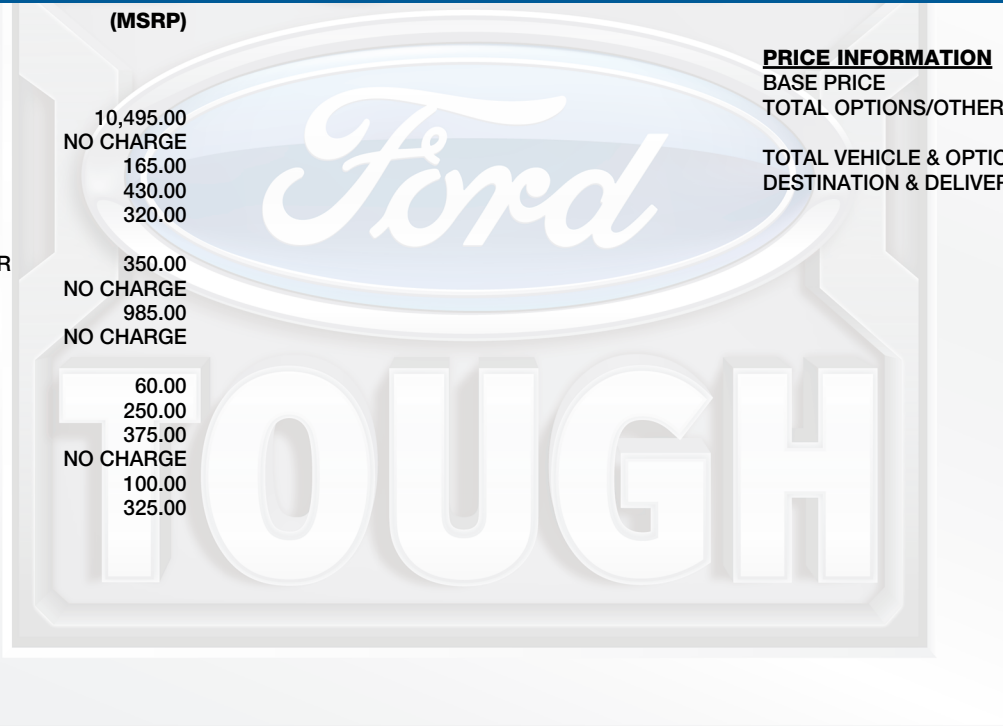 (MSRP)
10,495.00
NO CHARGE
165.00
430.00
320.00
R 350.00
NO CHARGE
985.00
NO CHARGE
60.00
250.00
375.00
NO CHARGE
100.00
325.00
PRICE INFORMATION
BASE PRICE
TOTAL OPTIONS/OTHER
TOTAL VEHICLE & OPTIO
DESTINATION & DELIVER
Ford
TOUGH